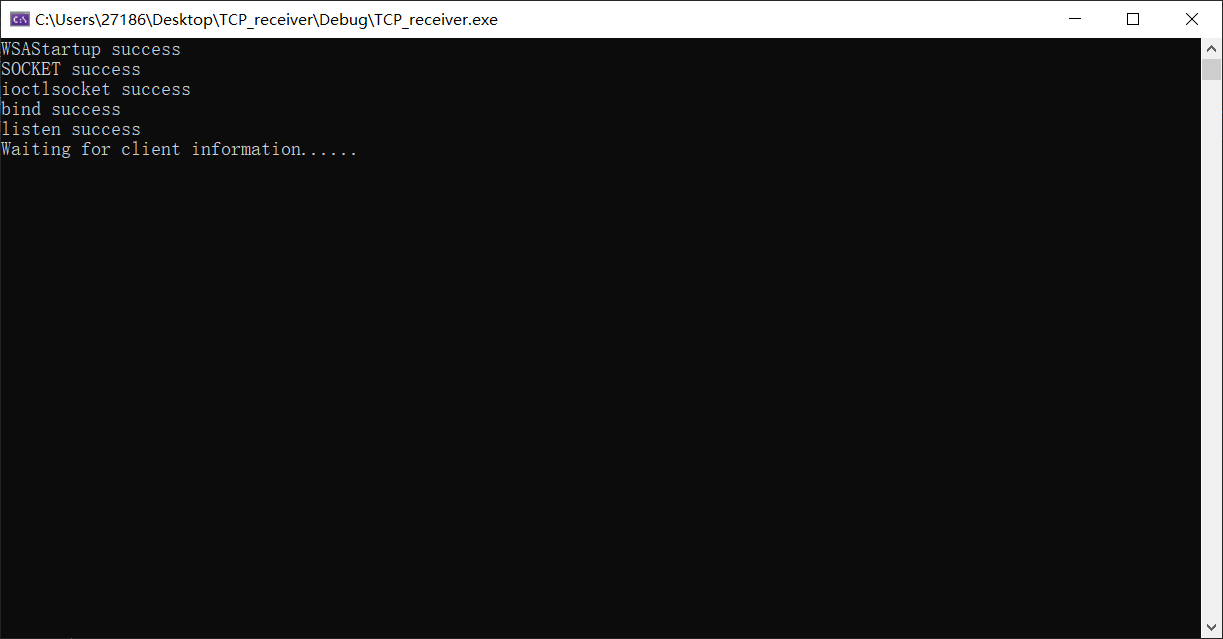 C:\Users\27186\Desktop\TCP_receiver\Debug\TCP_receiver.exe
WSAStartup success
SOCKET success
ioctlsocket success
bind success
listen success
Waiting for client information......